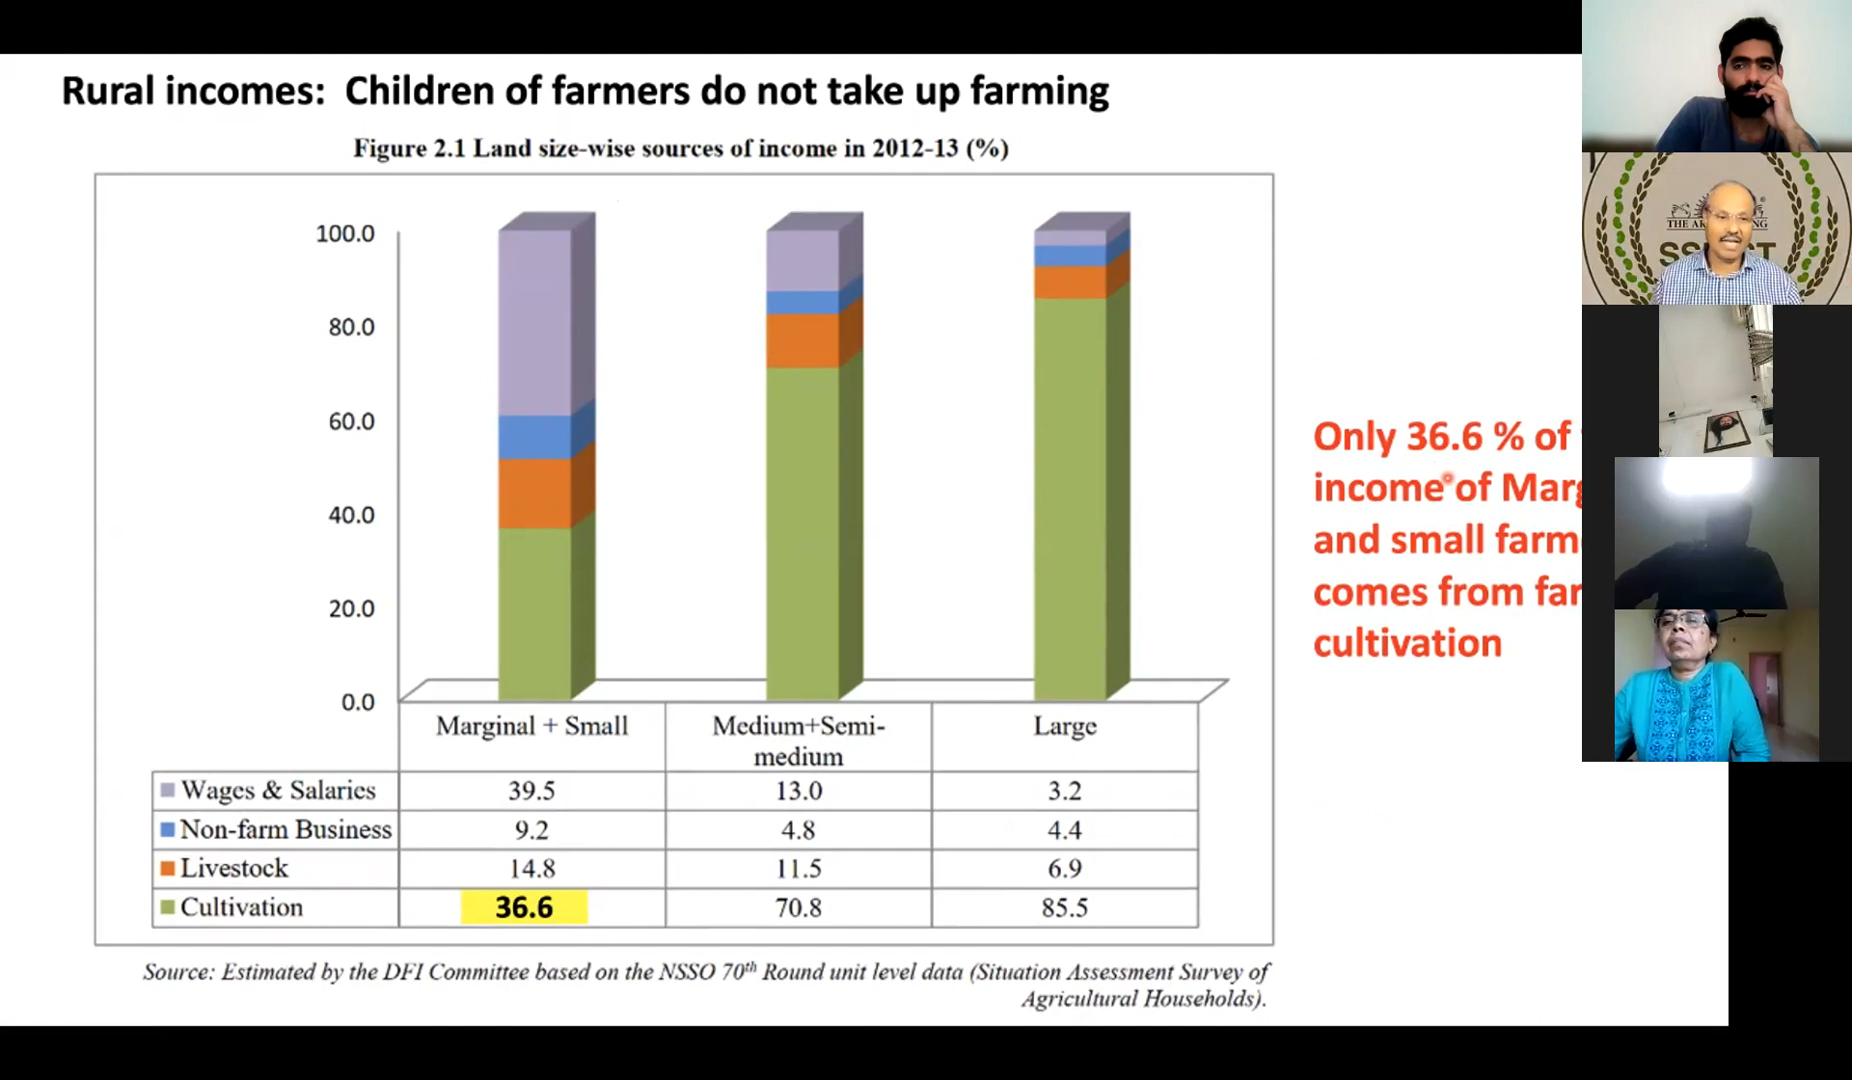 Rural incomes: Children of farmers do not take up farming
Figure 2.1 Land size-wise sources of income in 2012-13 (%)
100.0
80.0
60.0
40.0
20.0
0.0
Marginal + Small Medium+Semi- Large
medium
Wages & Salaries 39.5 13.0 3.2
Non-farm Business 9.2 4.8 4.4
Livestock 14.8 11.5 6.9
Cultivation 36.6 70.8 85.5
Source: Estimated by the DFI Committee based on the NSSO 70th Round unit level data (Situation Assessment Survey of
Agricultural Households).
Only 36.6 % of
income of Marg
and small farm
comes from far
cultivation
THE